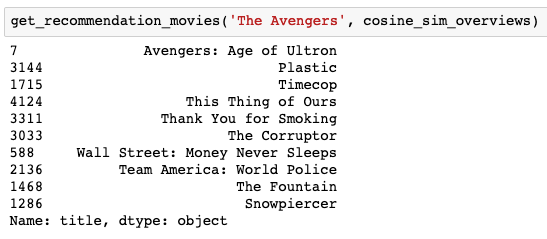 get_recommendation_movies('The Avengers', cosine_sim_overviews)
7 Avengers: Age of Ultron
3144 Plastic
1715 Timecop
4124 This Thing of Ours
3311 Thank You for Smoking
3033 The Corruptor
588 Wall Street: Money Never Sleeps
2136 Team America: World Police
1468 The Fountain
1286 Snowpiercer
Name: title, dtype: object